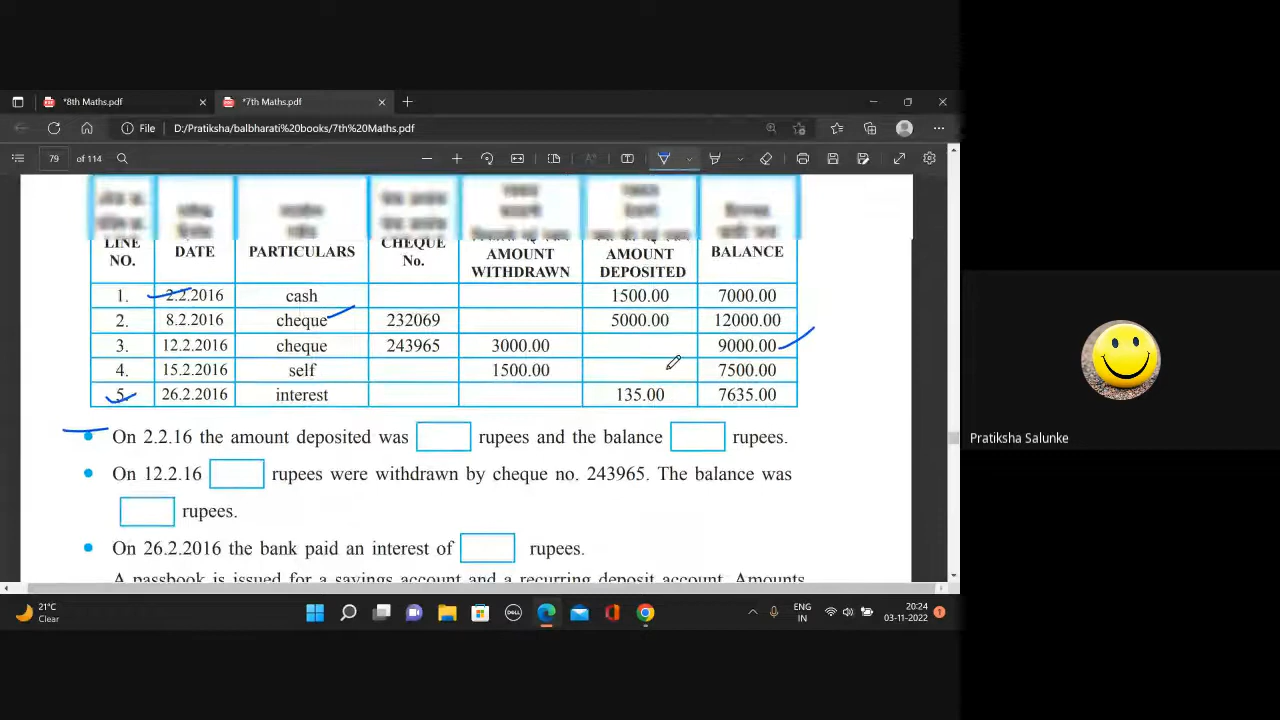 *8th Maths.pdf
*7th Maths.pdf
File D:/Pratiksha/balbharati%20books/7th%20Maths.pdf
79 of 114
LINE NO. DATE PARTICULARS CHEQUE No. AMOUNT WITHDRAWN AMOUNT DEPOSITED BALANCE
1. 2.2.2016 cash 1500.00 7000.00
2. 8.2.2016 cheque 232069 5000.00 12000.00
3. 12.2.2016 cheque 243965 3000.00 9000.00
4. 15.2.2016 self 1500.00 7500.00
5. 26.2.2016 interest 135.00 7635.00
On 2.2.16 the amount deposited was rupees and the balance rupees.
On 12.2.16 rupees were withdrawn by cheque no. 243965. The balance was
rupees.
On 26.2.2016 the bank paid an interest of rupees.
A passbook is issued for a savings account and a recurring deposit account. Amounts
Pratiksha Salunke
21°C
Clear
DELL
ENG
IN
20:24
03-11-2022
1